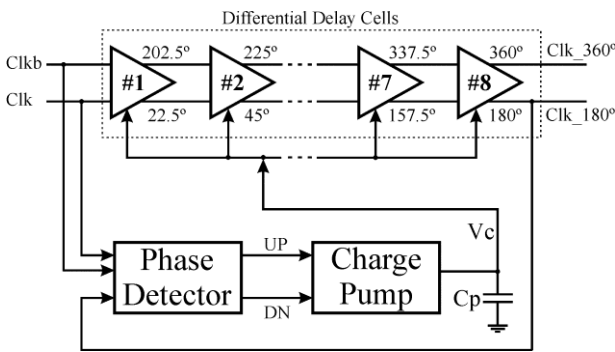 Differential Delay Cells
Clkb
202.5º
225º
337.5º
360º
Clk_360º
#1
#2
#7
#8
Clk
22.5º
45º
157.5º
180º
Clk_180º
Vc
UP
Phase
Detector
Charge
Pump
DN
Cp